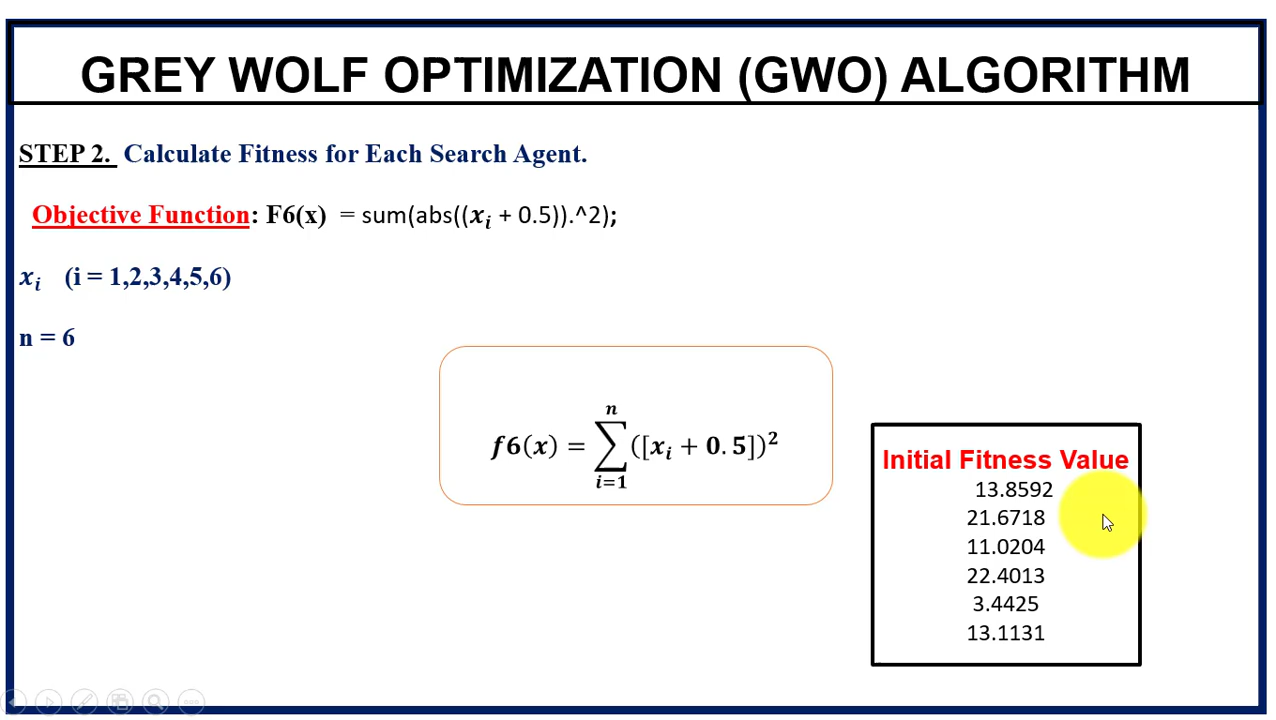 GREY WOLF OPTIMIZATION (GWO) ALGORITHM
STEP 2. Calculate Fitness for Each Search Agent.
Objective Function: F6(x) = sum(abs((𝒙ᵢ + 0.5)).^2);
𝒙ᵢ (i = 1,2,3,4,5,6)
n = 6
n
𝒇𝟔(𝒙) = ∑ ([𝒙ᵢ + 𝟎.𝟓])²
i=1
Initial Fitness Value
13.8592
21.6718
11.0204
22.4013
3.4425
13.1131